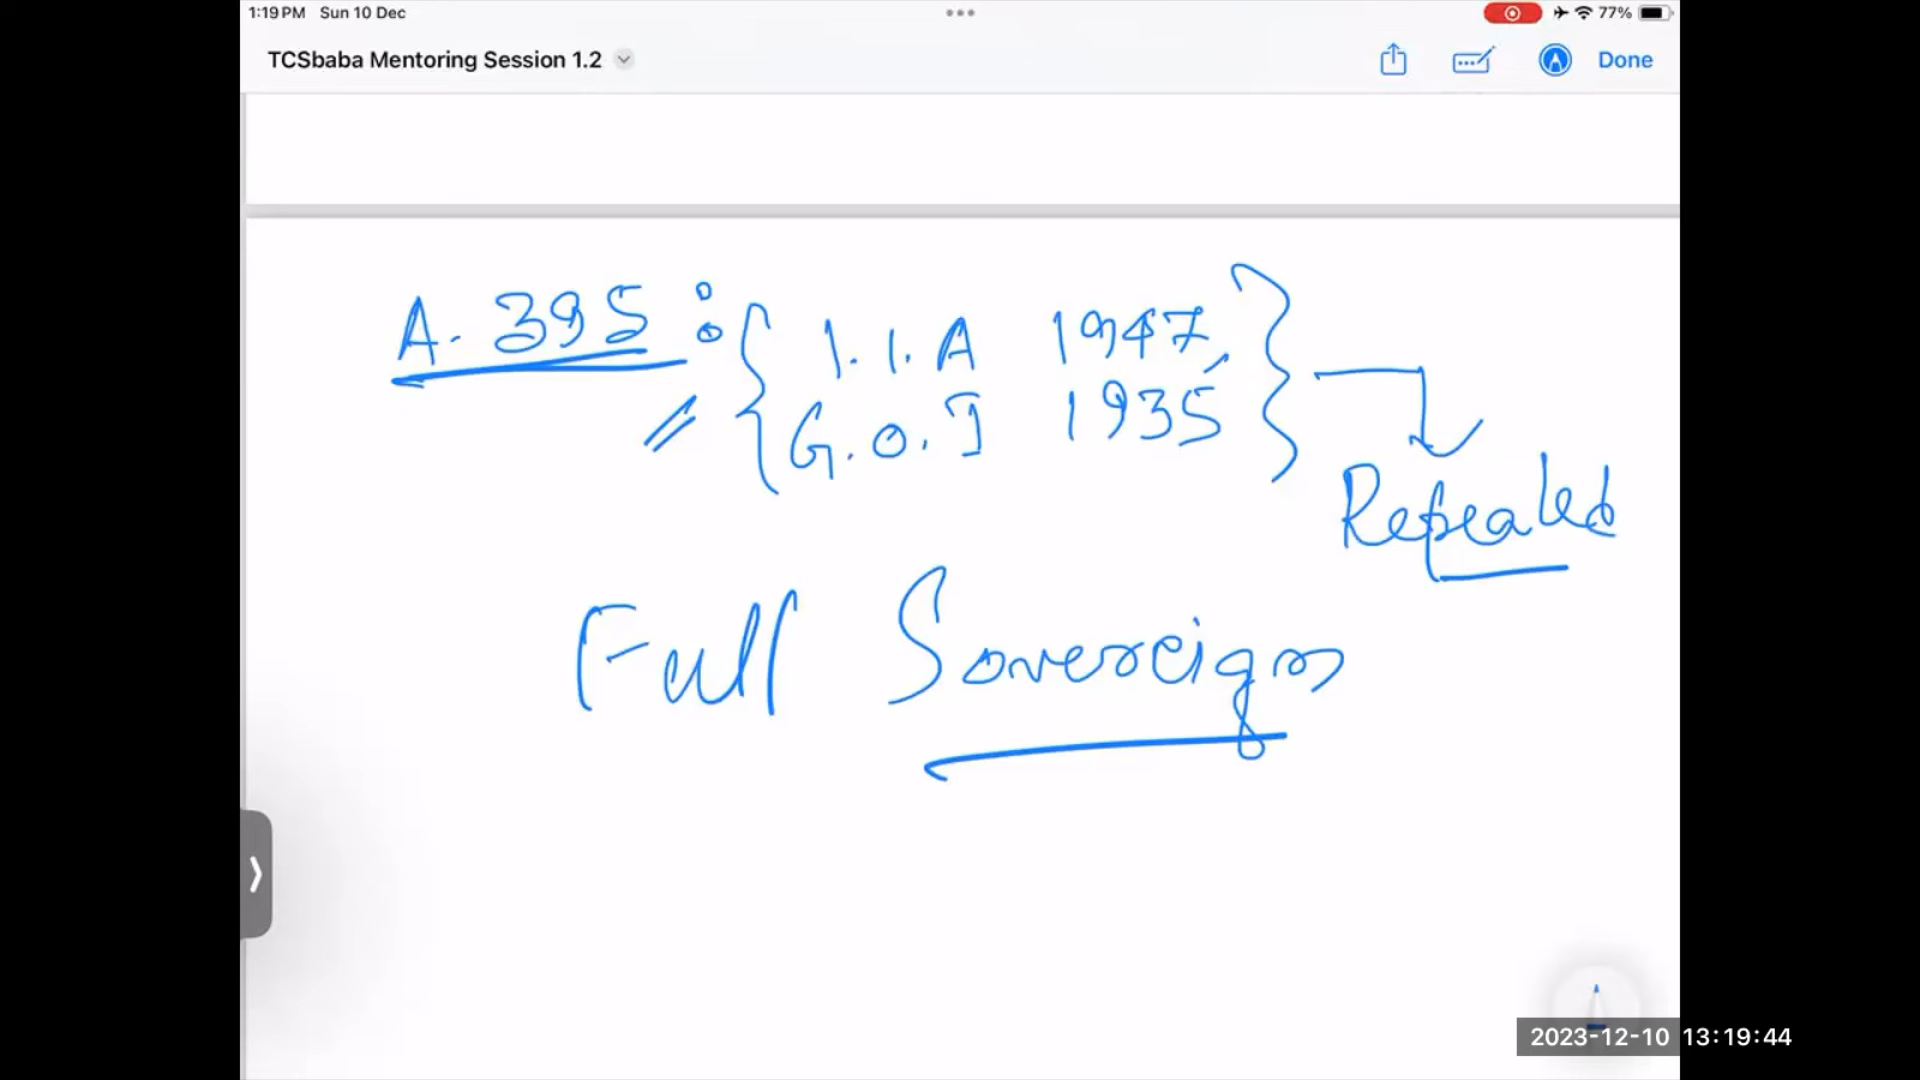 1:19 PM Sun 10 Dec
77%
TCSbaba Mentoring Session 1.2
Done
A. 395 : { I.I.A 1947,
G.O.I 1935 }
Repealed
Full Sovereign
2023-12-10 13:19:44